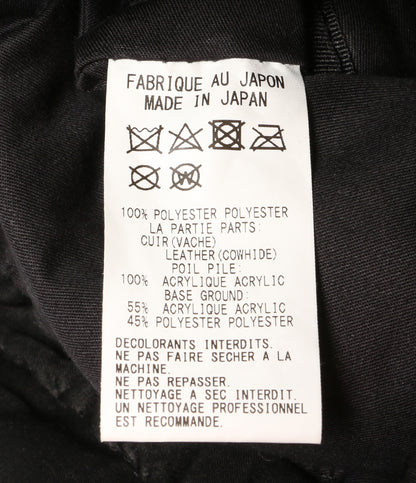 FABRIQUE AU JAPON
MADE IN JAPAN
W
100% POLYESTER POLYESTER
LA PARTIE PARTS:
CUIR(VACHE)
LEATHER(COWHIDE)
POIL PILE:
100% ACRYLIQUE ACRYLIC
BASE GROUND:
55% ACRYLIQUE ACRYLIC
45% POLYESTER POLYESTER
DECOLORANTS INTERDITS.
NE PAS FAIRE SECHER A LA
MACHINE.
NE PAS REPASSER.
NETTOYAGE A SEC INTERDIT.
UN NETTOYAGE PROFESSIONNEL
EST RECOMMANDE.